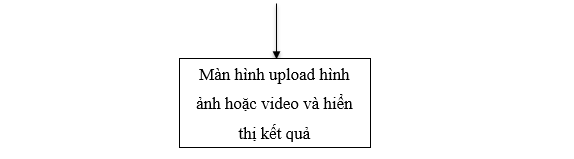 Màn hình upload hình
ảnh hoặc video và hiển
thị kết quả